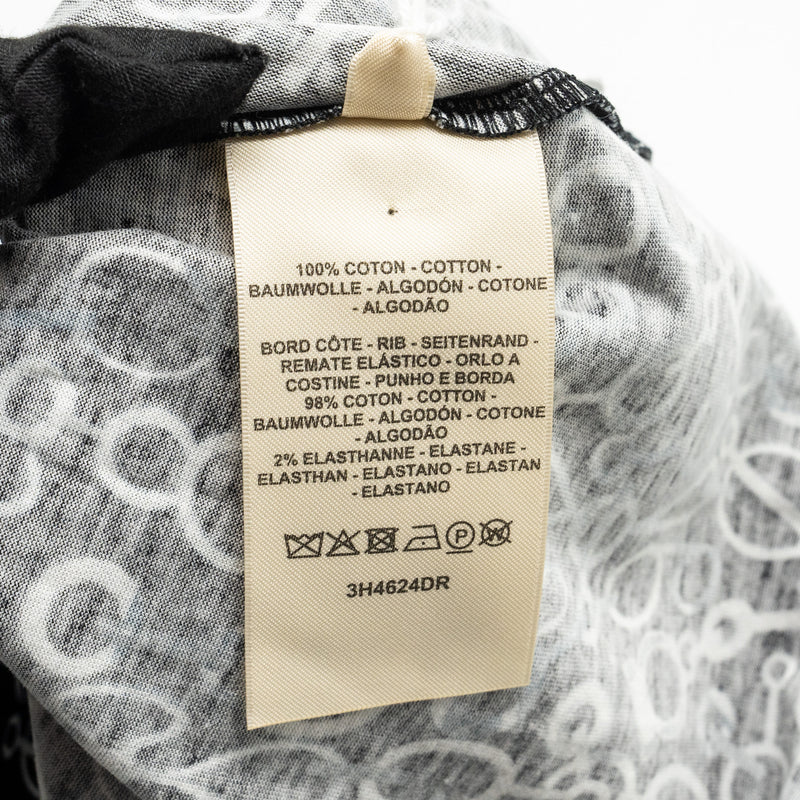 100% COTON - COTTON -
BAUMWOLLE - ALGODÓN - COTONE
- ALGODÃO
BORD CÔTE - RIB - SEITENRAND -
REMATE ELÁSTICO - ORLO A
COSTINE - PUNHO E BORDA
98% COTON - COTTON -
BAUMWOLLE - ALGODÓN - COTONE
- ALGODÃO
2% ELASTHANNE - ELASTANE -
ELASTHAN - ELASTANO - ELASTAN
- ELASTANO
P W
3H4624DR